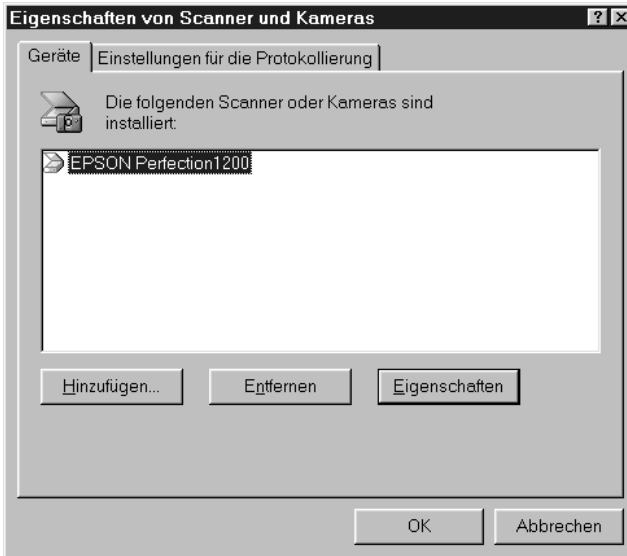 Eigenschaften von Scanner und Kameras
Geräte
Einstellungen für die Protokollierung
Die folgenden Scanner oder Kameras sind
installiert:
EPSON Perfection1200
Hinzufügen...
Entfernen
Eigenschaften
OK
Abbrechen